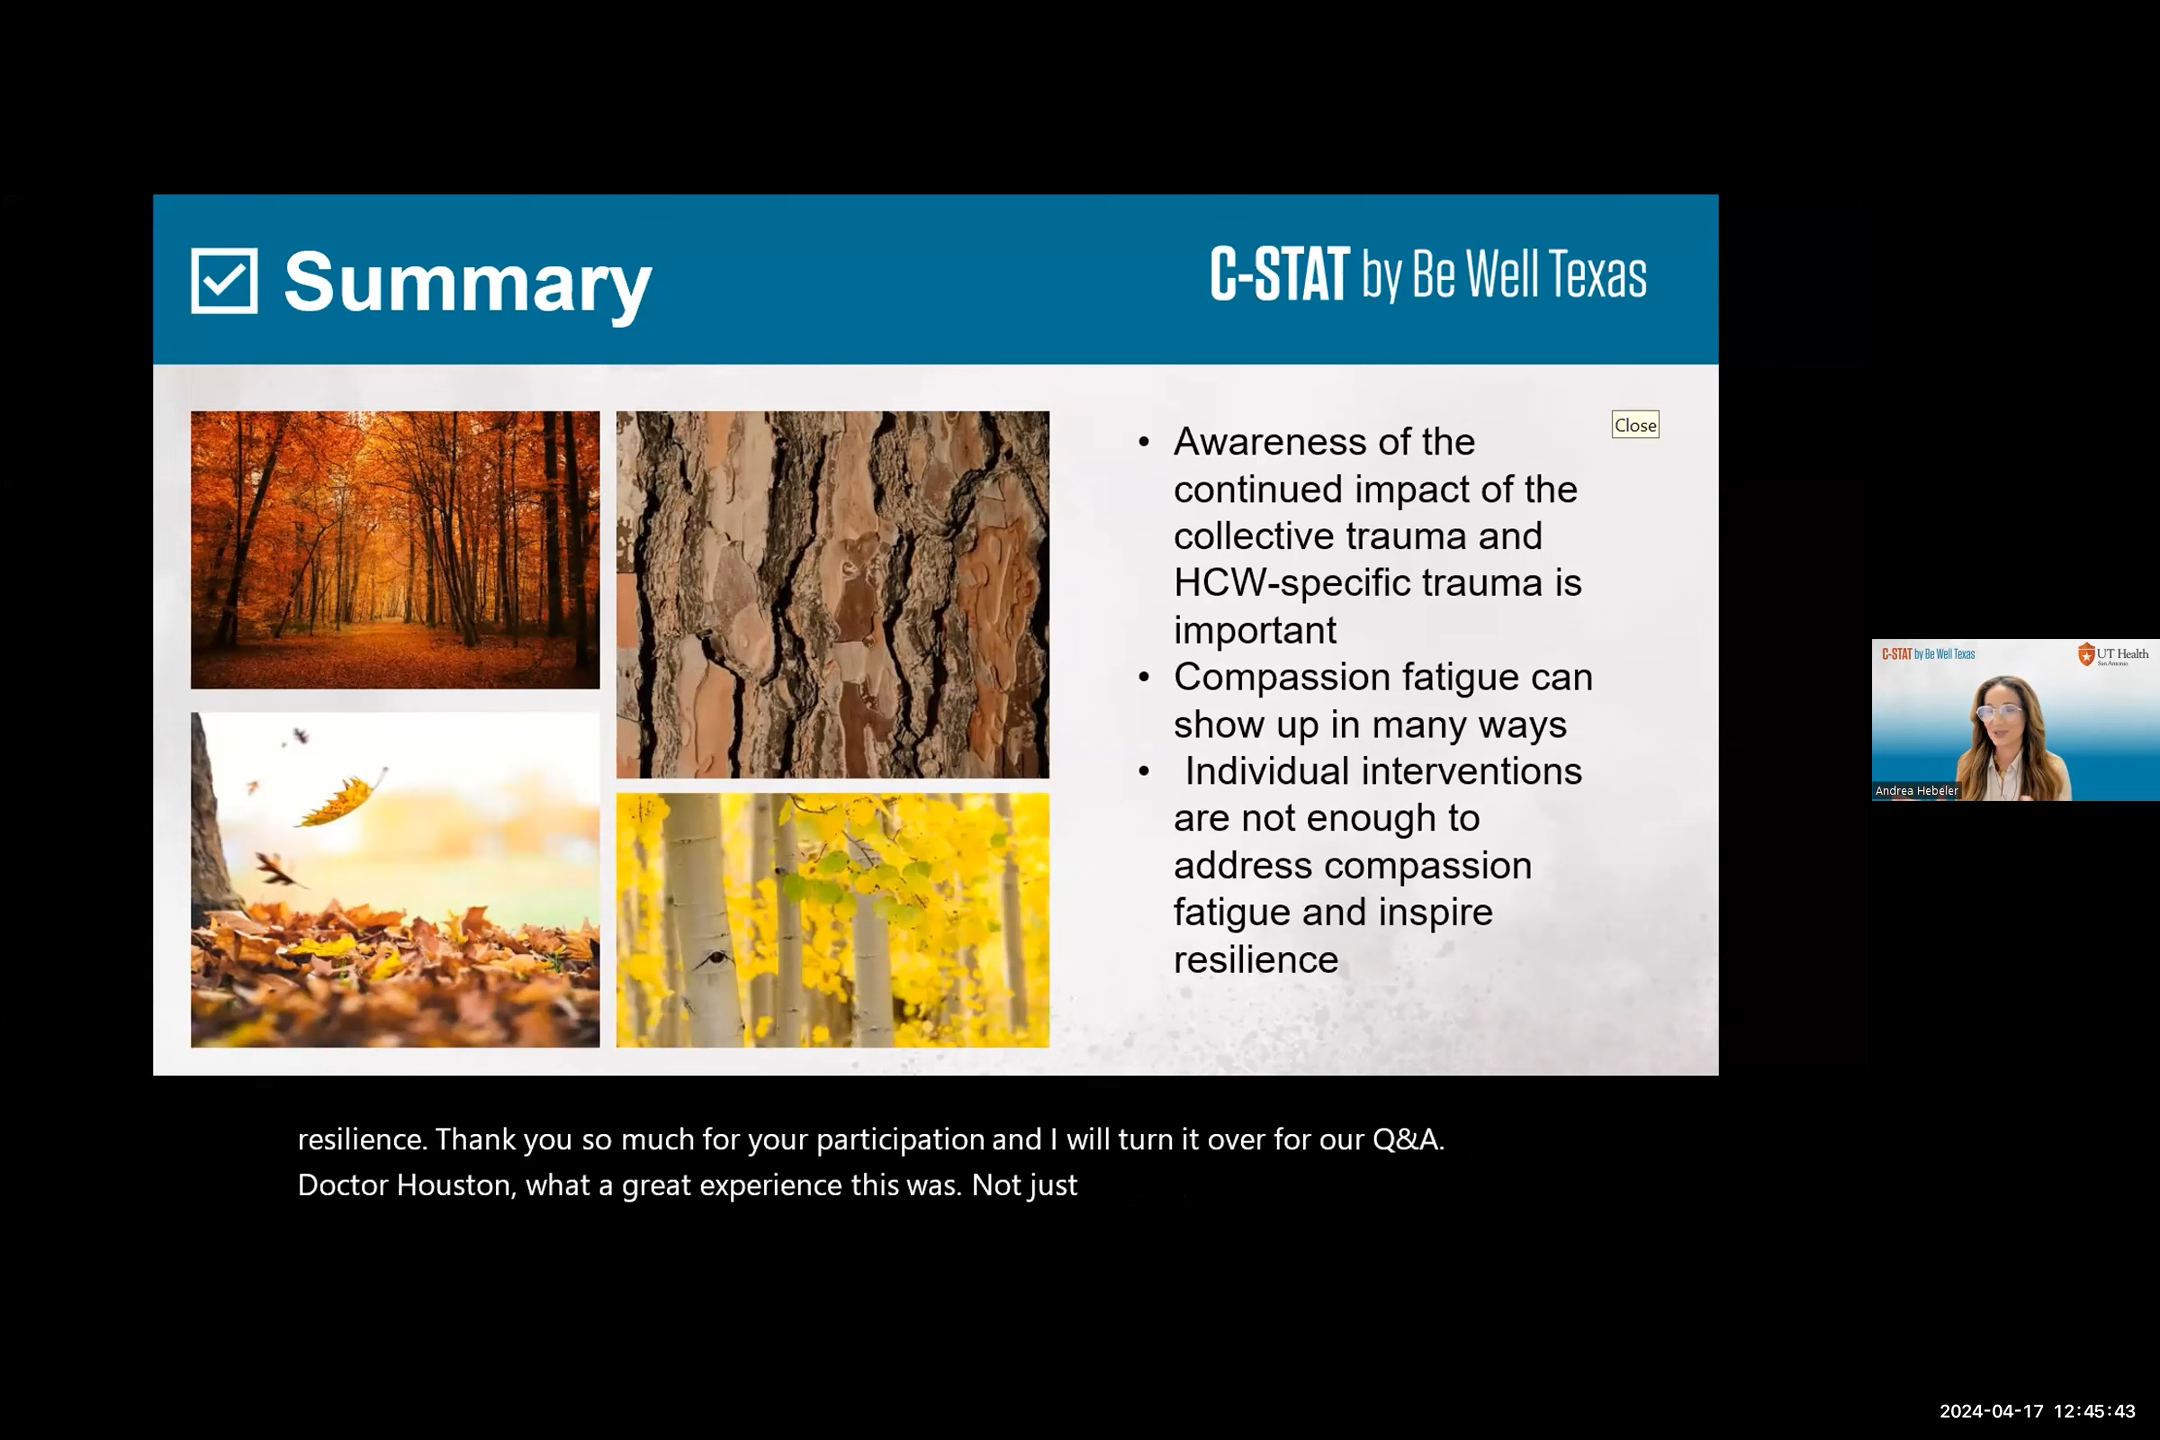 Summary
C-STAT by Be Well Texas
Close
• Awareness of the
continued impact of the
collective trauma and
HCW-specific trauma is
important
• Compassion fatigue can
show up in many ways
• Individual interventions
are not enough to
address compassion
fatigue and inspire
resilience
C-STAT by Be Well Texas
UT Health
San Antonio
Andrea Hebeler
resilience. Thank you so much for your participation and I will turn it over for our Q&A.
Doctor Houston, what a great experience this was. Not just
2024-04-17 12:45:43